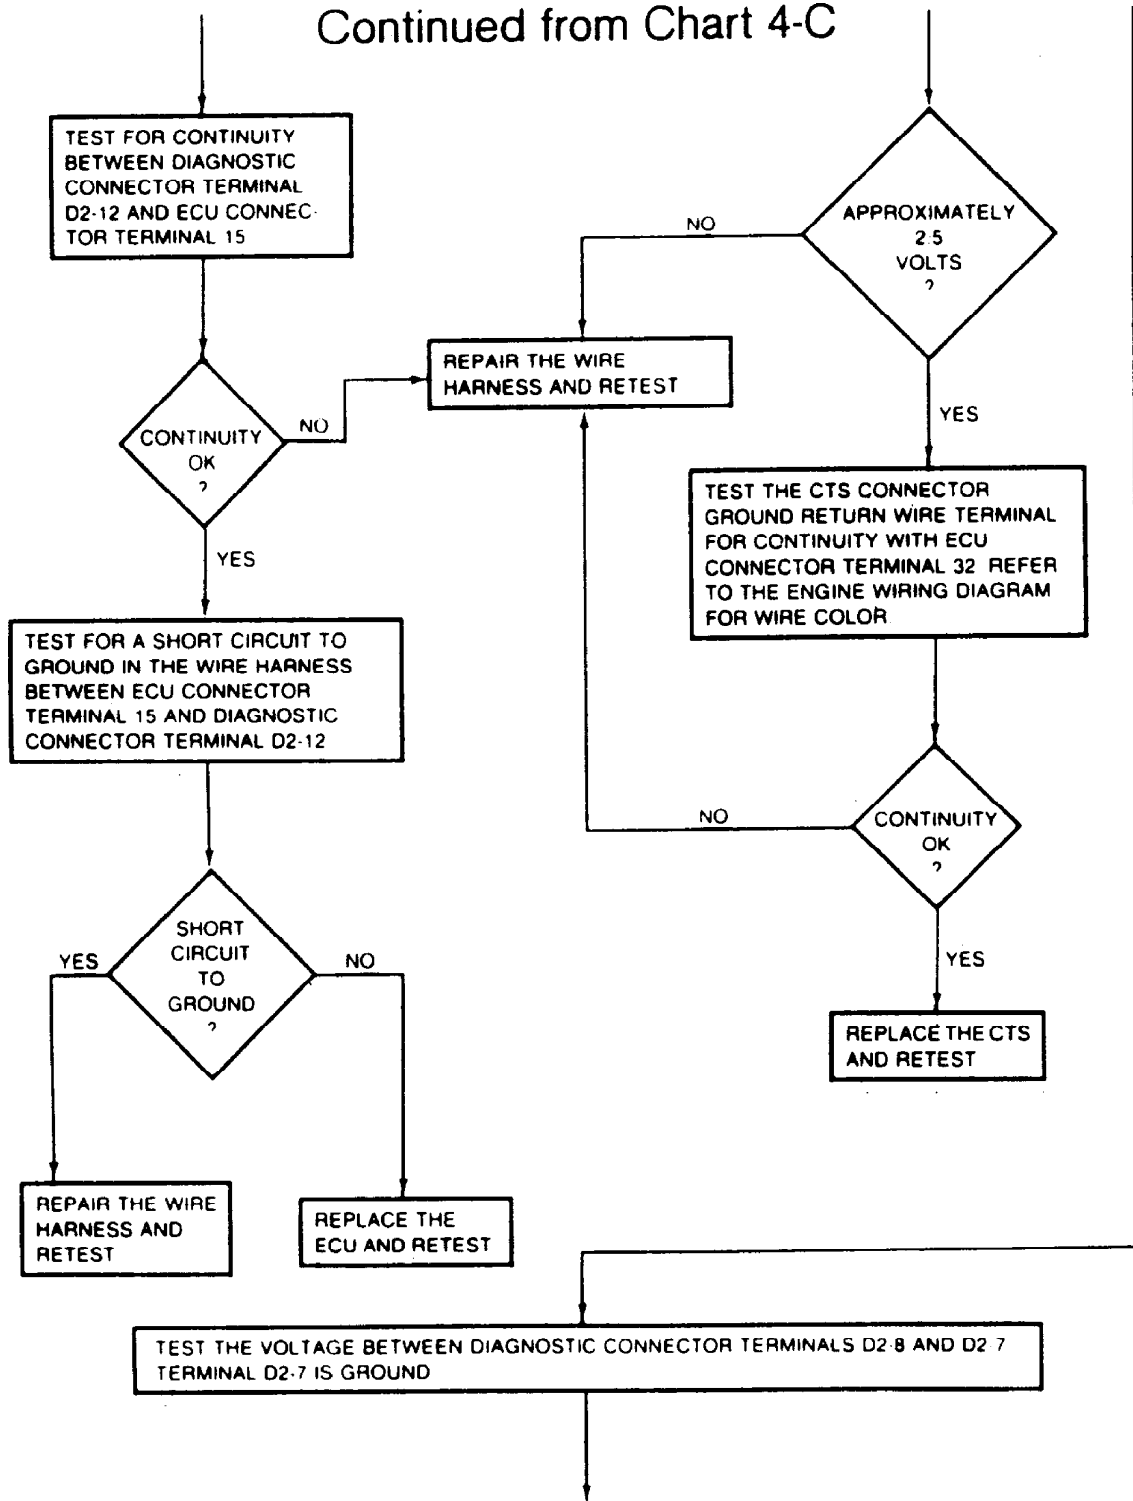 Continued from Chart 4-C
TEST FOR CONTINUITY
BETWEEN DIAGNOSTIC
CONNECTOR TERMINAL
D2-12 AND ECU CONNEC-
TOR TERMINAL 15
APPROXIMATELY
2.5
VOLTS
?
NO
REPAIR THE WIRE
HARNESS AND RETEST
CONTINUITY
OK
?
NO
YES
YES
TEST THE CTS CONNECTOR
GROUND RETURN WIRE TERMINAL
FOR CONTINUITY WITH ECU
CONNECTOR TERMINAL 32 REFER
TO THE ENGINE WIRING DIAGRAM
FOR WIRE COLOR
TEST FOR A SHORT CIRCUIT TO
GROUND IN THE WIRE HARNESS
BETWEEN ECU CONNECTOR
TERMINAL 15 AND DIAGNOSTIC
CONNECTOR TERMINAL D2-12
CONTINUITY
OK
?
NO
YES
SHORT
CIRCUIT
TO
GROUND
?
YES
NO
REPLACE THE CTS
AND RETEST
REPAIR THE WIRE
HARNESS AND
RETEST
REPLACE THE
ECU AND RETEST
TEST THE VOLTAGE BETWEEN DIAGNOSTIC CONNECTOR TERMINALS D2-8 AND D2-7
TERMINAL D2-7 IS GROUND